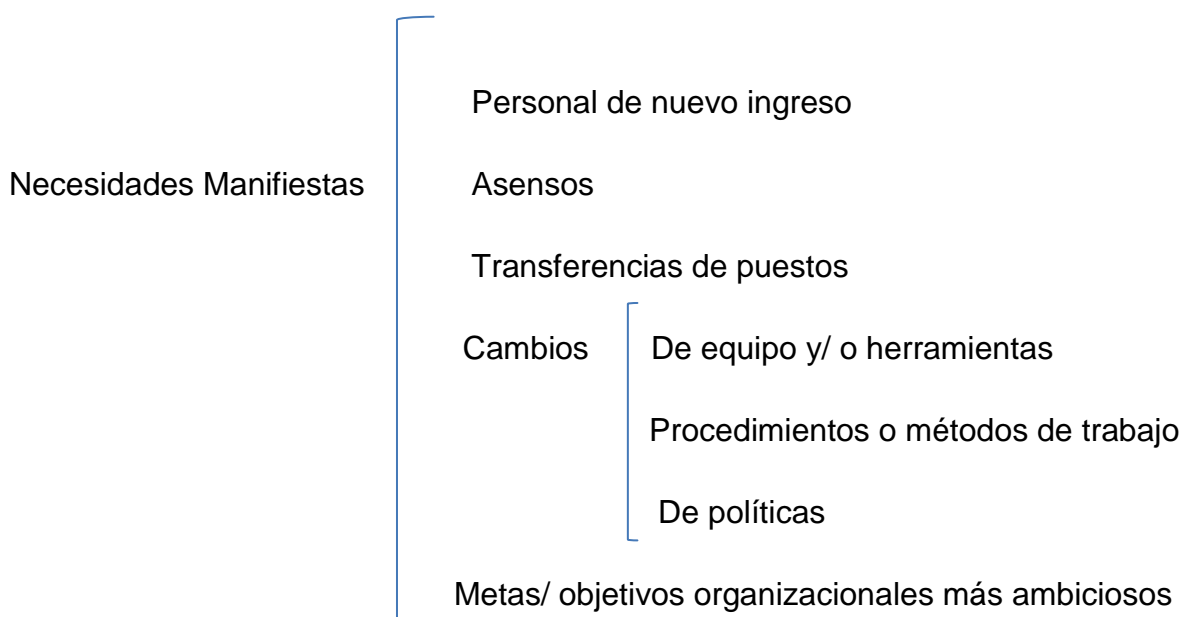 Personal de nuevo ingreso
Necesidades Manifiestas
Asensos
Transferencias de puestos
Cambios
De equipo y/ o herramientas
Procedimientos o métodos de trabajo
De políticas
Metas/ objetivos organizacionales más ambiciosos